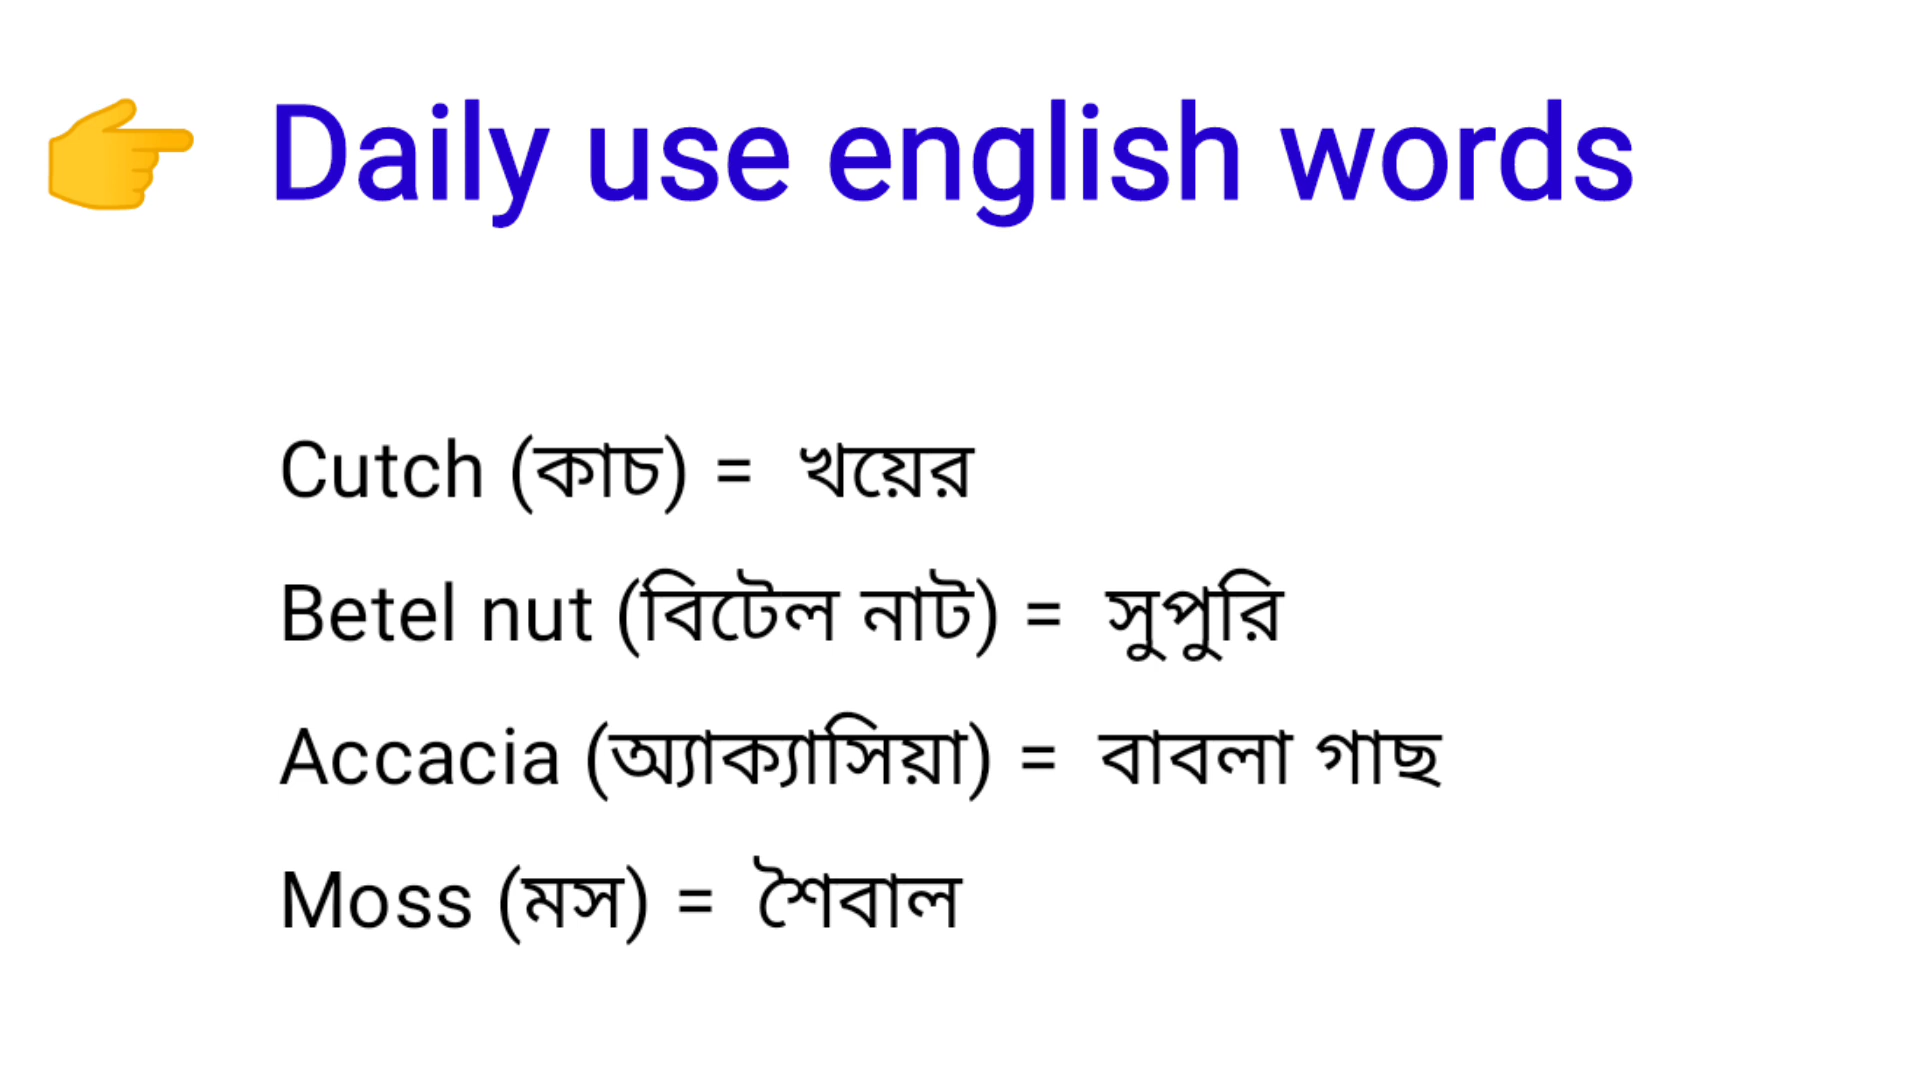 👉 Daily use english words
Cutch (কাচ) = খয়ের
Betel nut (বিটেল নাট) = সুপুরি
Accacia (অ্যাক্যাসিয়া) = বাবলা গাছ
Moss (মস) = শৈবাল